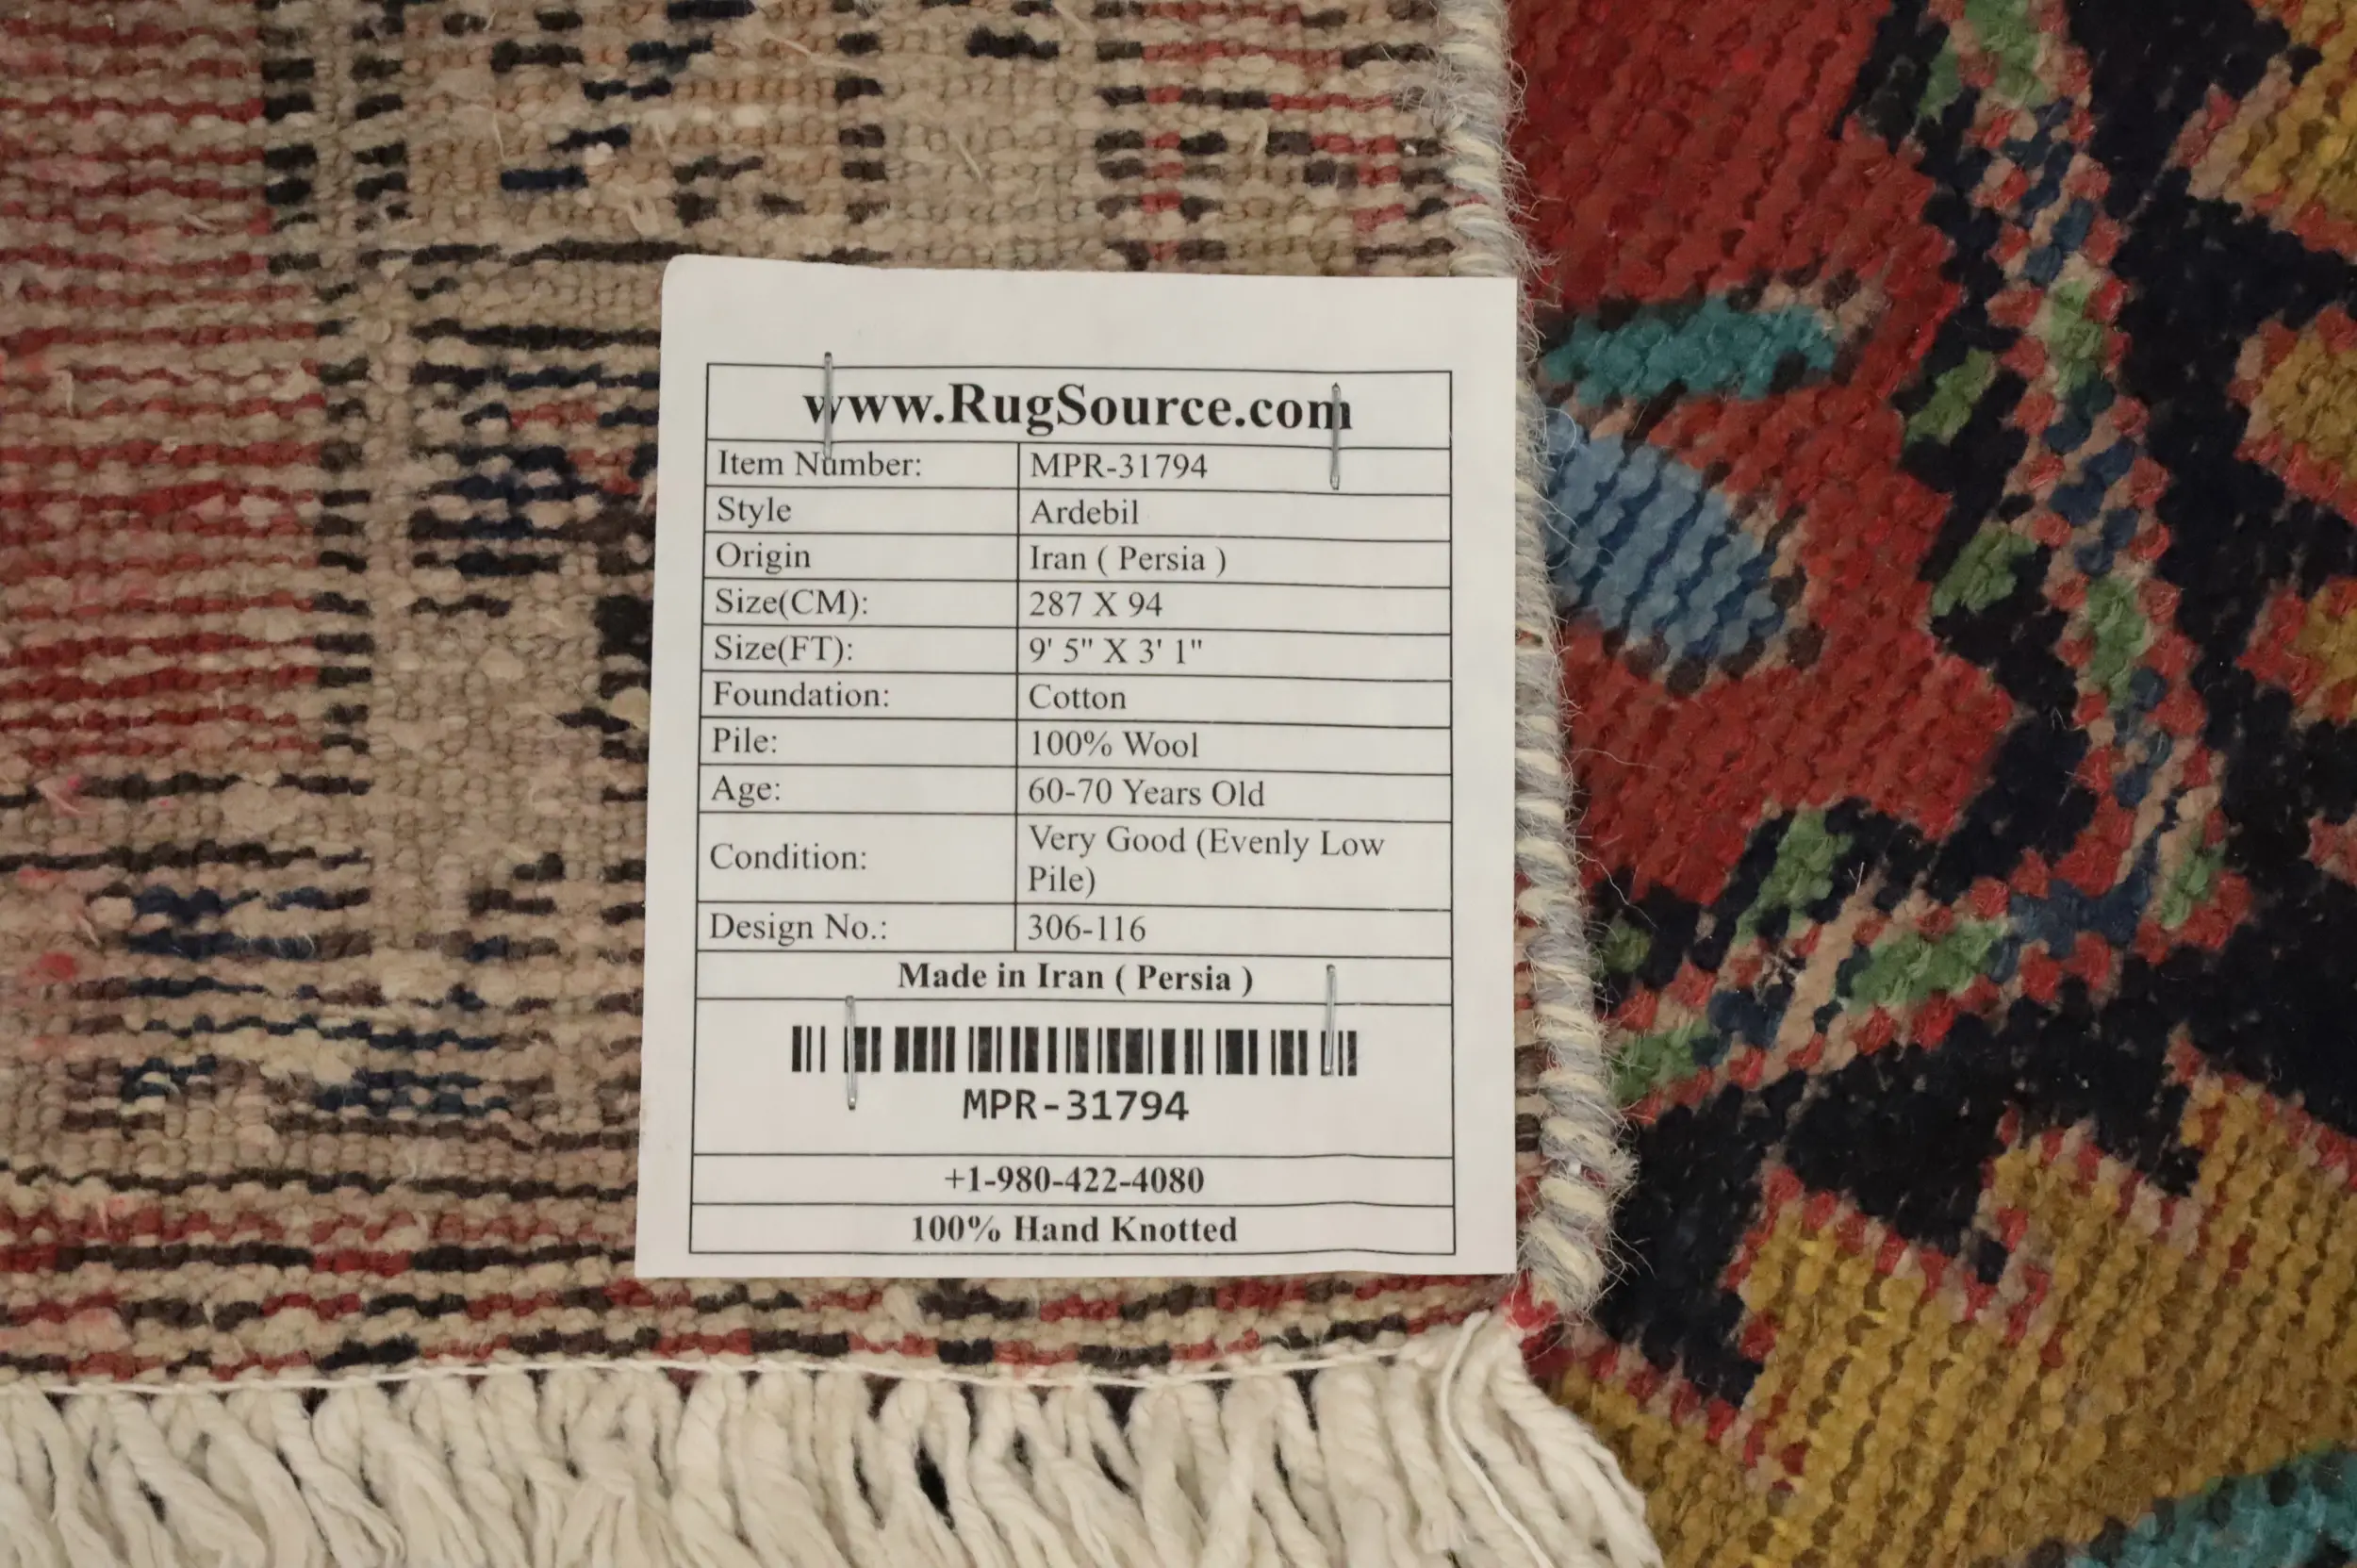 www.RugSource.com
Item Number: MPR-31794
Style Ardebil
Origin Iran ( Persia )
Size(CM): 287 X 94
Size(FT): 9' 5" X 3' 1"
Foundation: Cotton
Pile: 100% Wool
Age: 60-70 Years Old
Condition: Very Good (Evenly Low
Pile)
Design No.: 306-116
Made in Iran ( Persia )
MPR-31794
+1-980-422-4080
100% Hand Knotted